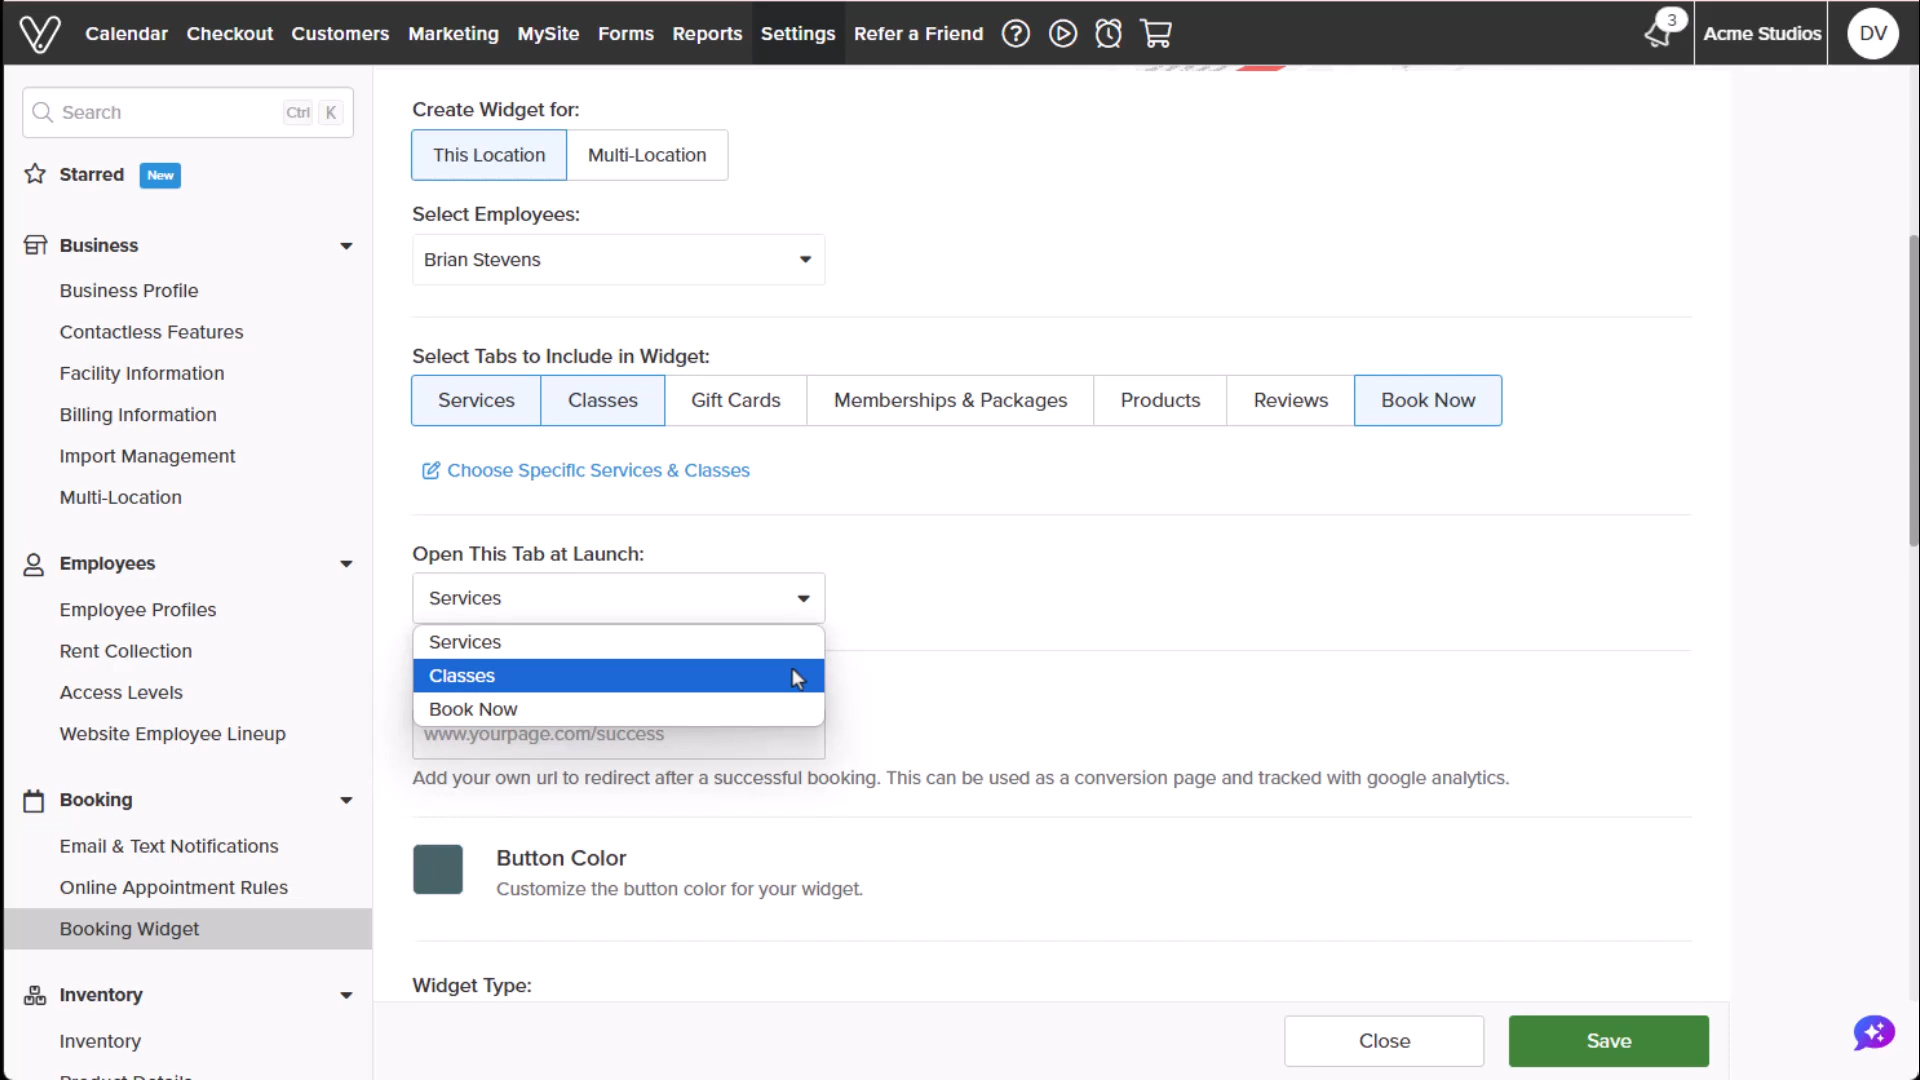 Calendar
Checkout
Customers
Marketing
MySite
Forms
Reports
Settings
Refer a Friend
3
Acme Studios
DV
Search
Ctrl
K
Starred
New
Business
Business Profile
Contactless Features
Facility Information
Billing Information
Import Management
Multi-Location
Employees
Employee Profiles
Rent Collection
Access Levels
Website Employee Lineup
Booking
Email & Text Notifications
Online Appointment Rules
Booking Widget
Inventory
Inventory
Product Details
Create Widget for:
This Location
Multi-Location
Select Employees:
Brian Stevens
Select Tabs to Include in Widget:
Services
Classes
Gift Cards
Memberships & Packages
Products
Reviews
Book Now
Choose Specific Services & Classes
Open This Tab at Launch:
Services
Services
Classes
Book Now
www.yourpage.com/success
Add your own url to redirect after a successful booking. This can be used as a conversion page and tracked with google analytics.
Button Color
Customize the button color for your widget.
Widget Type:
Close
Save